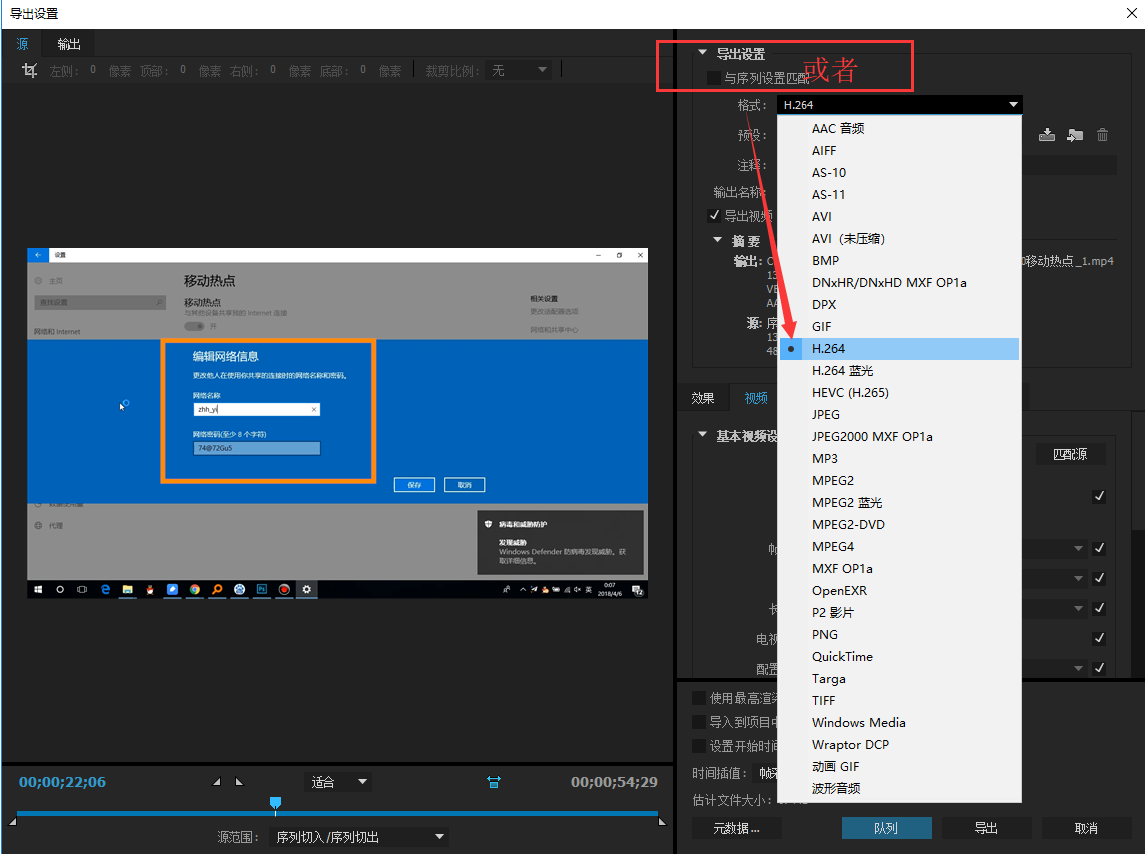 导出设置
源 输出
左侧: 0 像素 顶部: 0 像素 右侧: 0 像素 底部: 0 像素 裁剪比例: 无
导出设置
与序列设置匹配
或者
格式: H.264
预设:
注释:
输出名称:
导出视频
摘要
输出:
移动热点_1.mp4
源: 序
效果 视频
基本视频设
匹配源
帧
长
电视
配置
AAC 音频
AIFF
AS-10
AS-11
AVI
AVI（未压缩）
BMP
DNxHR/DNxHD MXF OP1a
DPX
GIF
H.264
H.264 蓝光
HEVC (H.265)
JPEG
JPEG2000 MXF OP1a
MP3
MPEG2
MPEG2 蓝光
MPEG2-DVD
MPEG4
MXF OP1a
OpenEXR
P2 影片
PNG
QuickTime
Targa
TIFF
Windows Media
Wraptor DCP
动画 GIF
波形音频
设置
主页
查找设置
网络和 Internet
移动热点
移动热点
与其他设备共享我的 Internet 连接
开
相关设置
更改适配器选项
网络和共享中心
编辑网络信息
更改他人在使用你共享的连接时的网络名称和密码。
网络名称
zhh_yi
网络密码(至少 8 个字符)
74@72Gu5
保存 取消
数据使用量
代理
病毒和威胁防护
发现威胁
Windows Defender 防病毒发现威胁。获
取详细信息。
英
0:07
2018/4/6
使用最高渲染
导入到项目中
设置开始时间
时间插值: 帧采
估计文件大小:
元数据... 队列 导出 取消
00;00;22;06 适合 00;00;54;29
源范围: 序列切入/序列切出